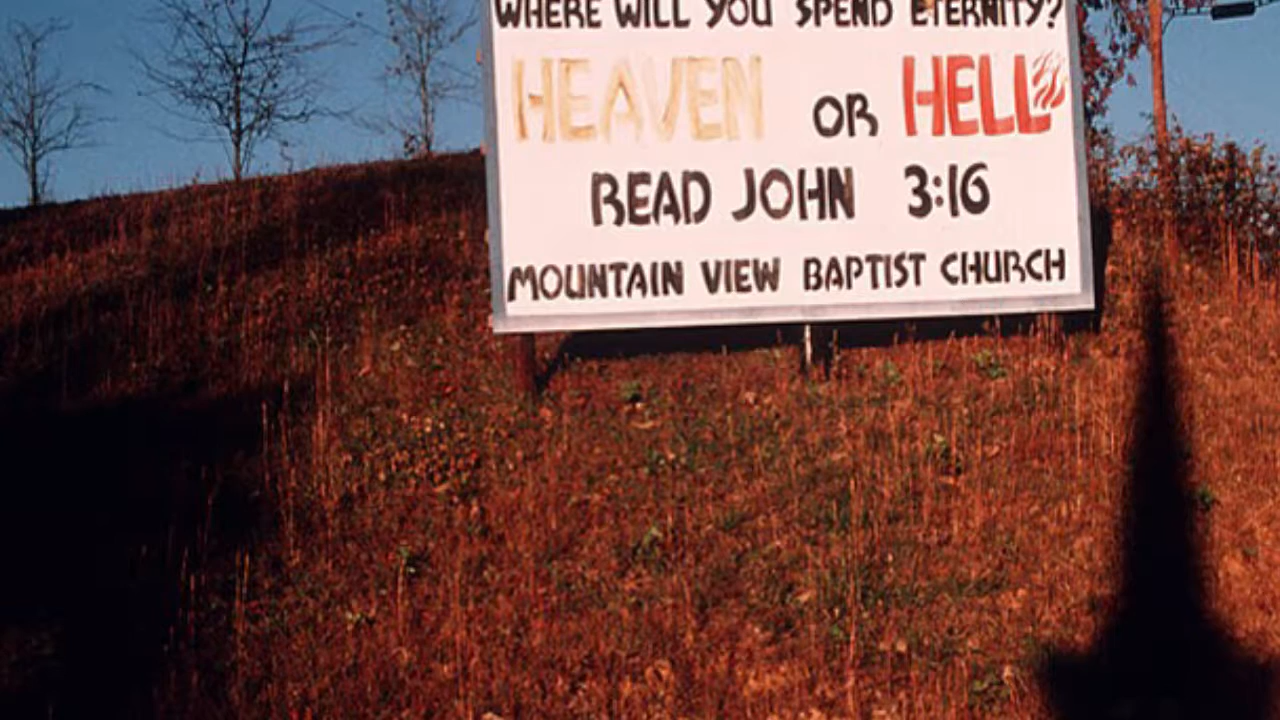 WHERE WILL YOU SPEND ETERNITY?
HEAVEN OR HELL
READ JOHN 3:16
MOUNTAIN VIEW BAPTIST CHURCH